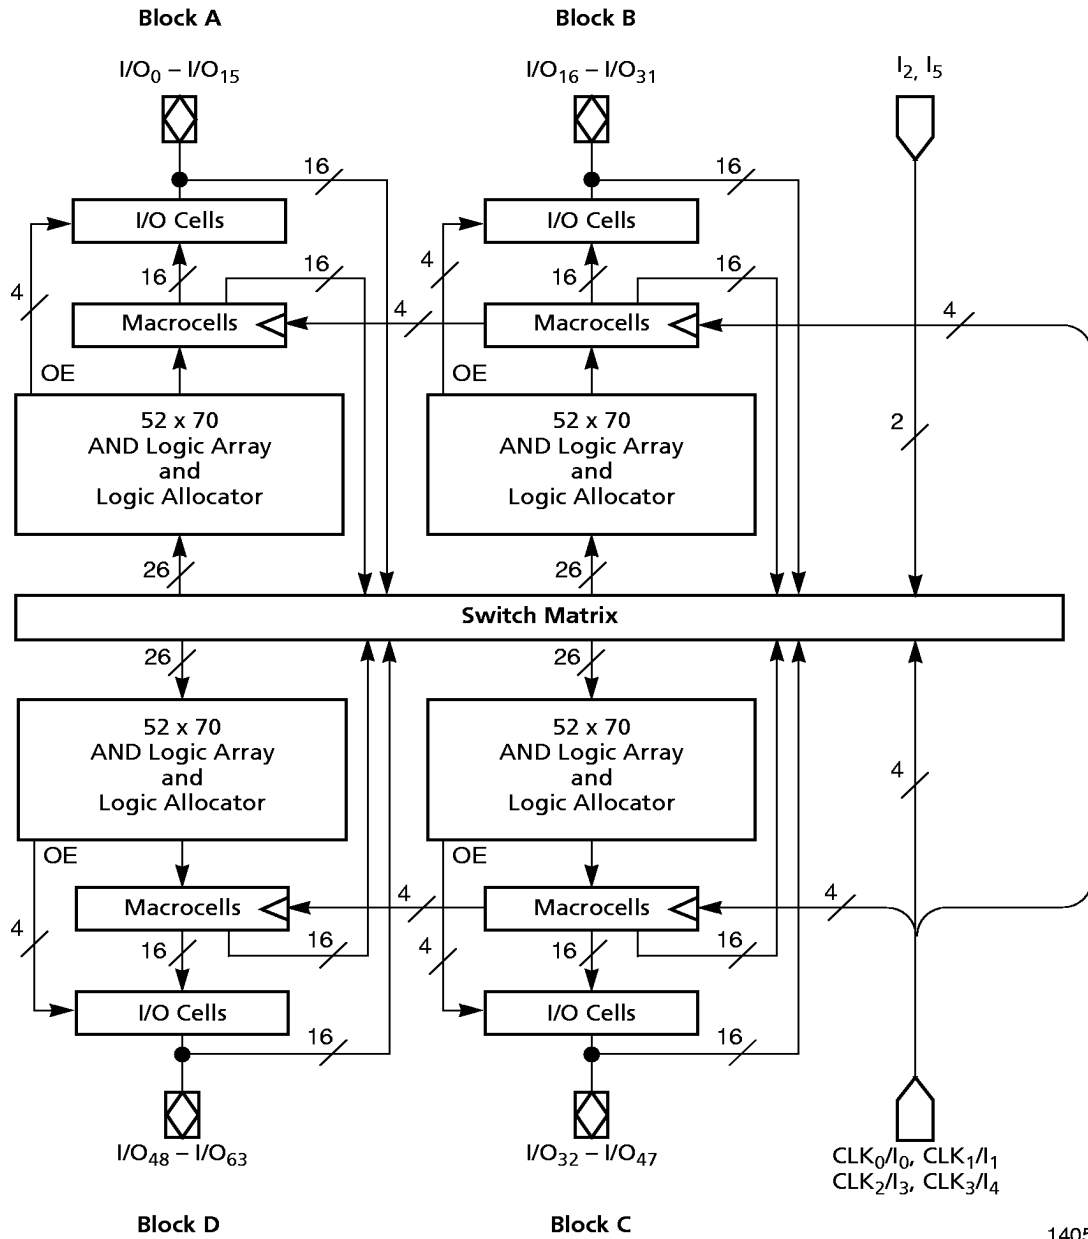 Block A
Block B
I/O0 – I/O15
I/O16 – I/O31
I2, I5
16
16
I/O Cells
I/O Cells
4
16
16
4
16
16
4
4
Macrocells
Macrocells
OE
OE
2
52 x 70
AND Logic Array
and
Logic Allocator
52 x 70
AND Logic Array
and
Logic Allocator
26
26
Switch Matrix
26
26
52 x 70
AND Logic Array
and
Logic Allocator
52 x 70
AND Logic Array
and
Logic Allocator
4
OE
OE
4
4
Macrocells
Macrocells
4
16
16
4
16
16
I/O Cells
I/O Cells
16
16
I/O48 – I/O63
I/O32 – I/O47
CLK0/I0, CLK1/I1
CLK2/I3, CLK3/I4
Block D
Block C
1405